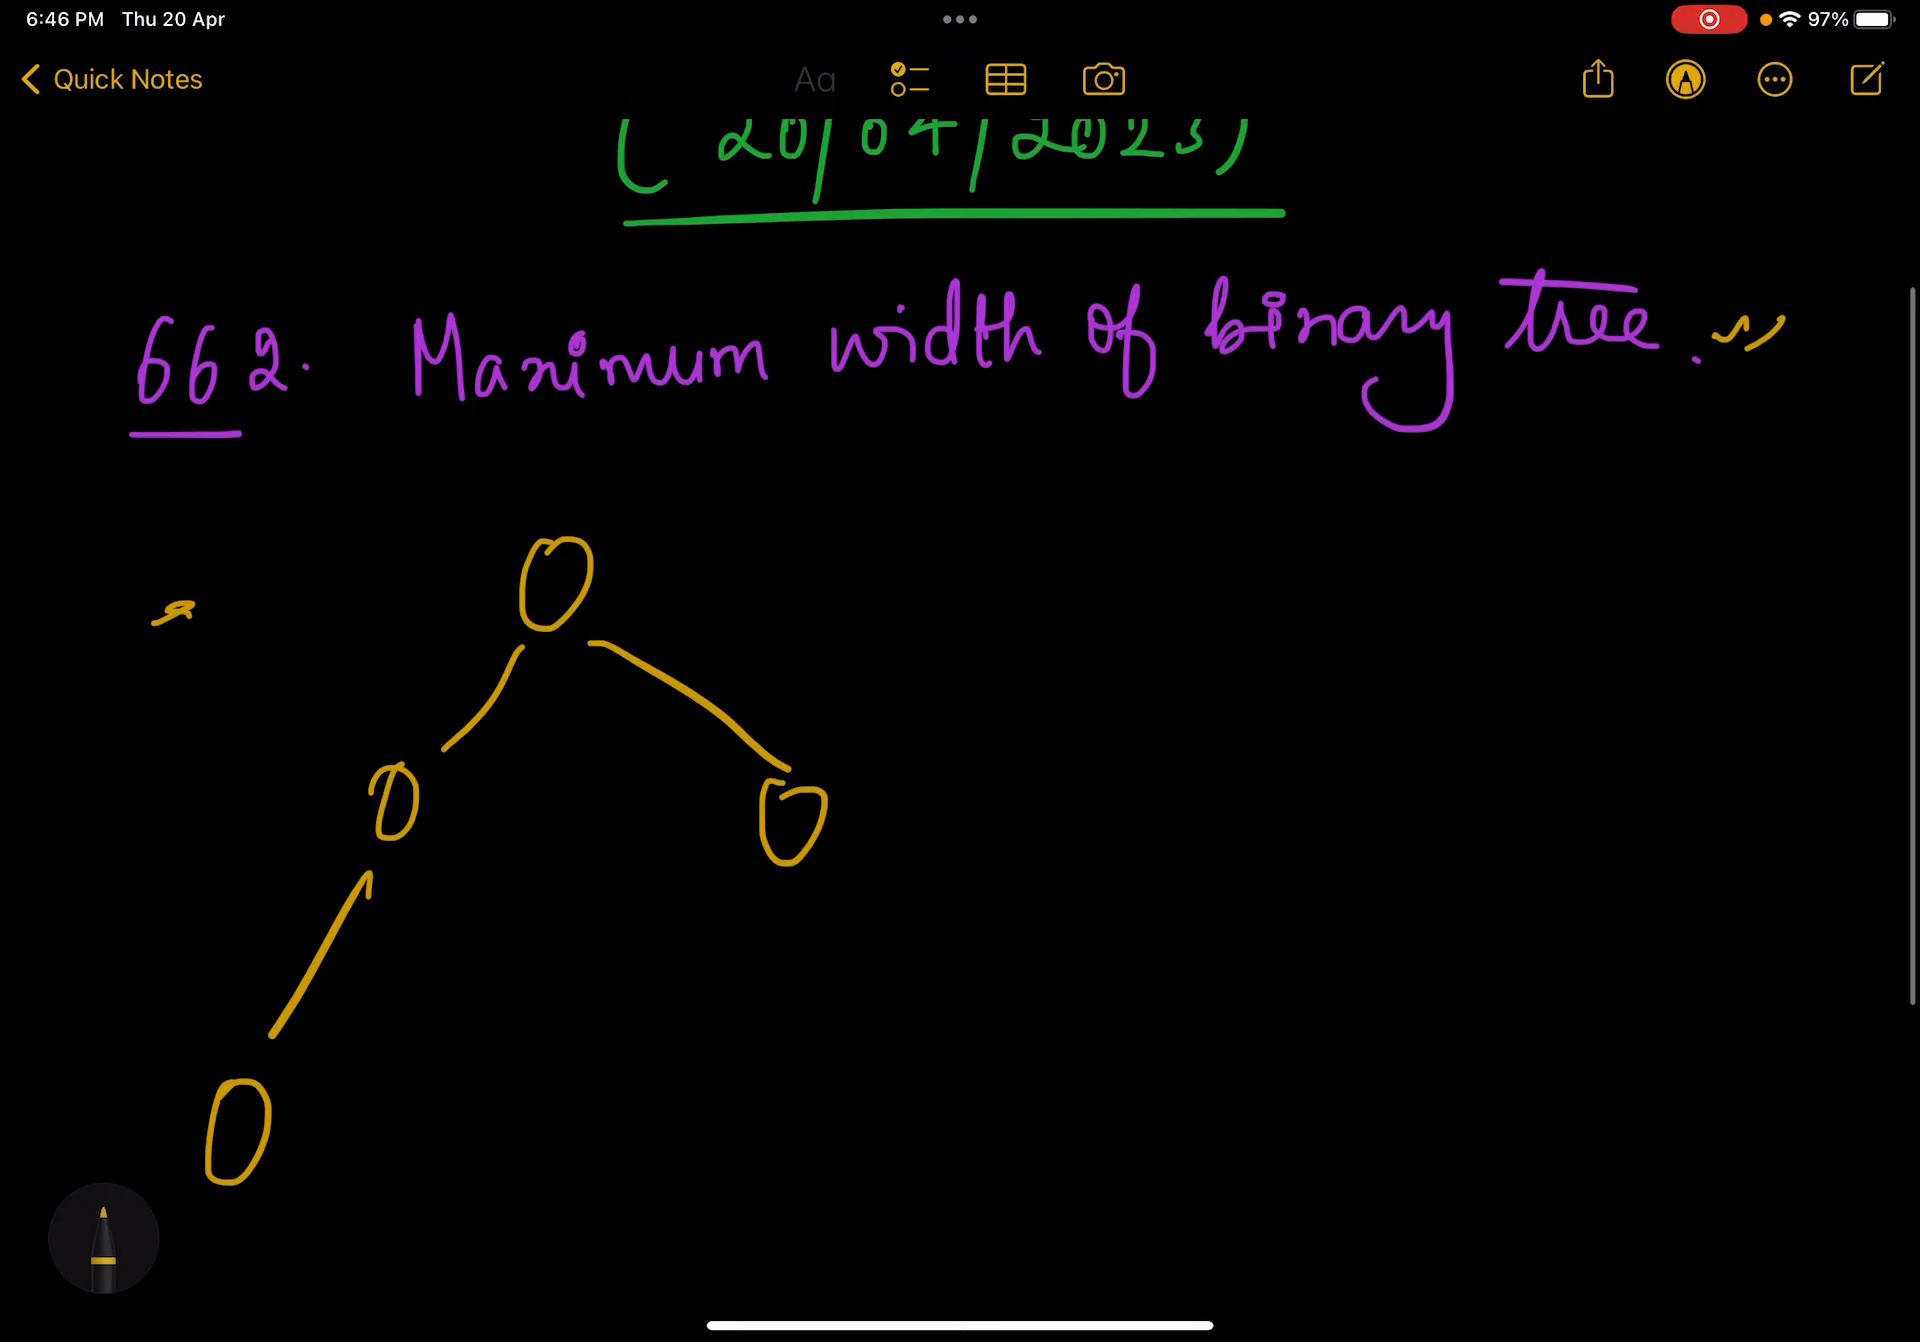 6:46 PM Thu 20 Apr
97%
Quick Notes
Aa
(20/04/2023)
662. Maximum width of binary tree.